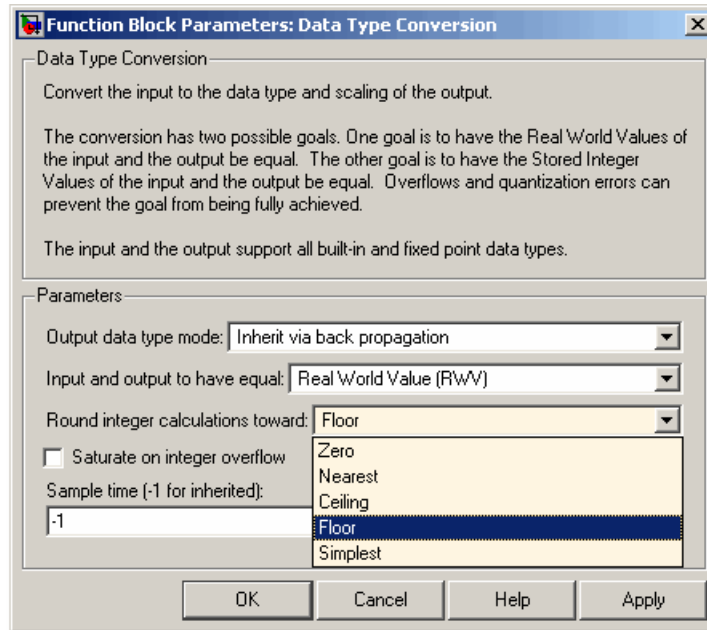 Function Block Parameters: Data Type Conversion
Data Type Conversion
Convert the input to the data type and scaling of the output.
The conversion has two possible goals. One goal is to have the Real World Values of
the input and the output be equal.  The other goal is to have the Stored Integer
Values of the input and the output be equal.  Overflows and quantization errors can
prevent the goal from being fully achieved.
The input and the output support all built-in and fixed point data types.
Parameters
Output data type mode: Inherit via back propagation
Input and output to have equal: Real World Value (RWV)
Round integer calculations toward: Floor
Zero
Saturate on integer overflow
Nearest
Sample time (-1 for inherited):
Ceiling
-1
Floor
Simplest
OK Cancel Help Apply